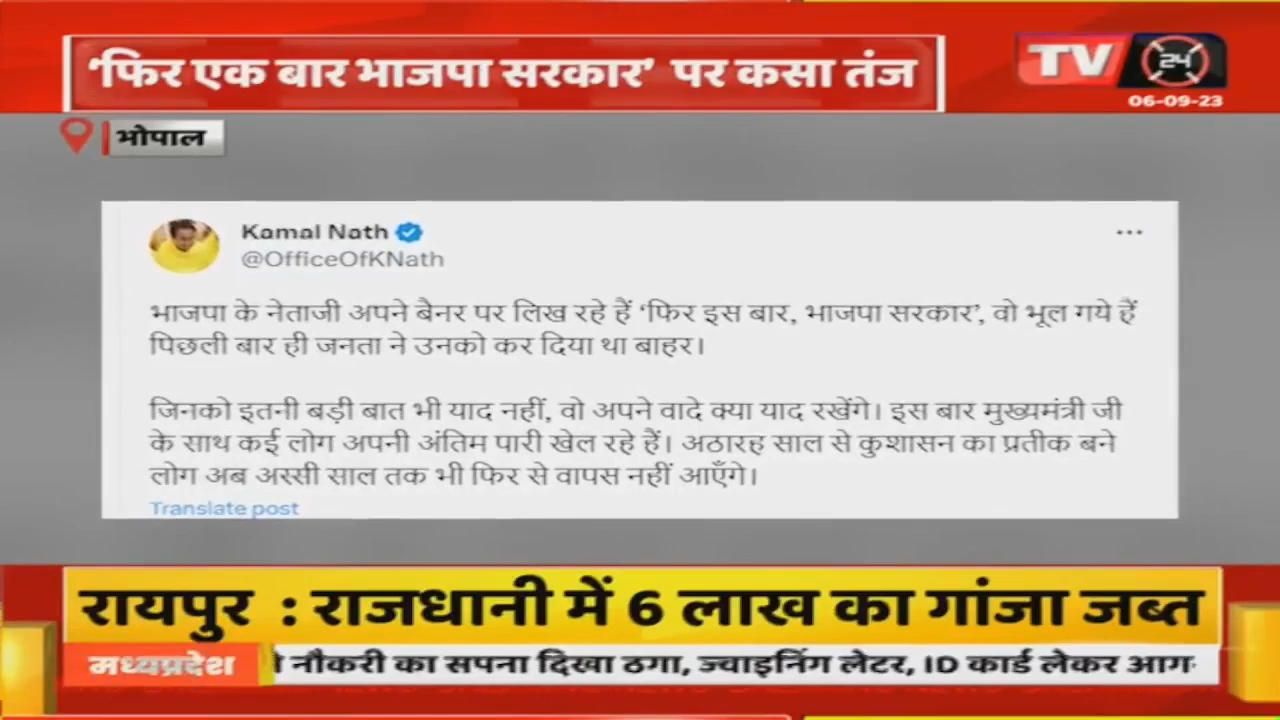 ‘फिर एक बार भाजपा सरकार’ पर कसा तंज
TV 24
06-09-23
भोपाल
Kamal Nath
@OfficeOfKNath
भाजपा के नेताजी अपने बैनर पर लिख रहे हैं ‘फिर इस बार, भाजपा सरकार’, वो भूल गये हैं
पिछली बार ही जनता ने उनको कर दिया था बाहर।
जिनको इतनी बड़ी बात भी याद नहीं, वो अपने वादे क्या याद रखेंगे। इस बार मुख्यमंत्री जी
के साथ कई लोग अपनी अंतिम पारी खेल रहे हैं। अठारह साल से कुशासन का प्रतीक बने
लोग अब अस्सी साल तक भी फिर से वापस नहीं आएँगे।
Translate post
रायपुर : राजधानी में 6 लाख का गांजा जब्त
मध्यप्रदेश नौकरी का सपना दिखा ठगा, ज्वाइनिंग लेटर, ID कार्ड लेकर आग